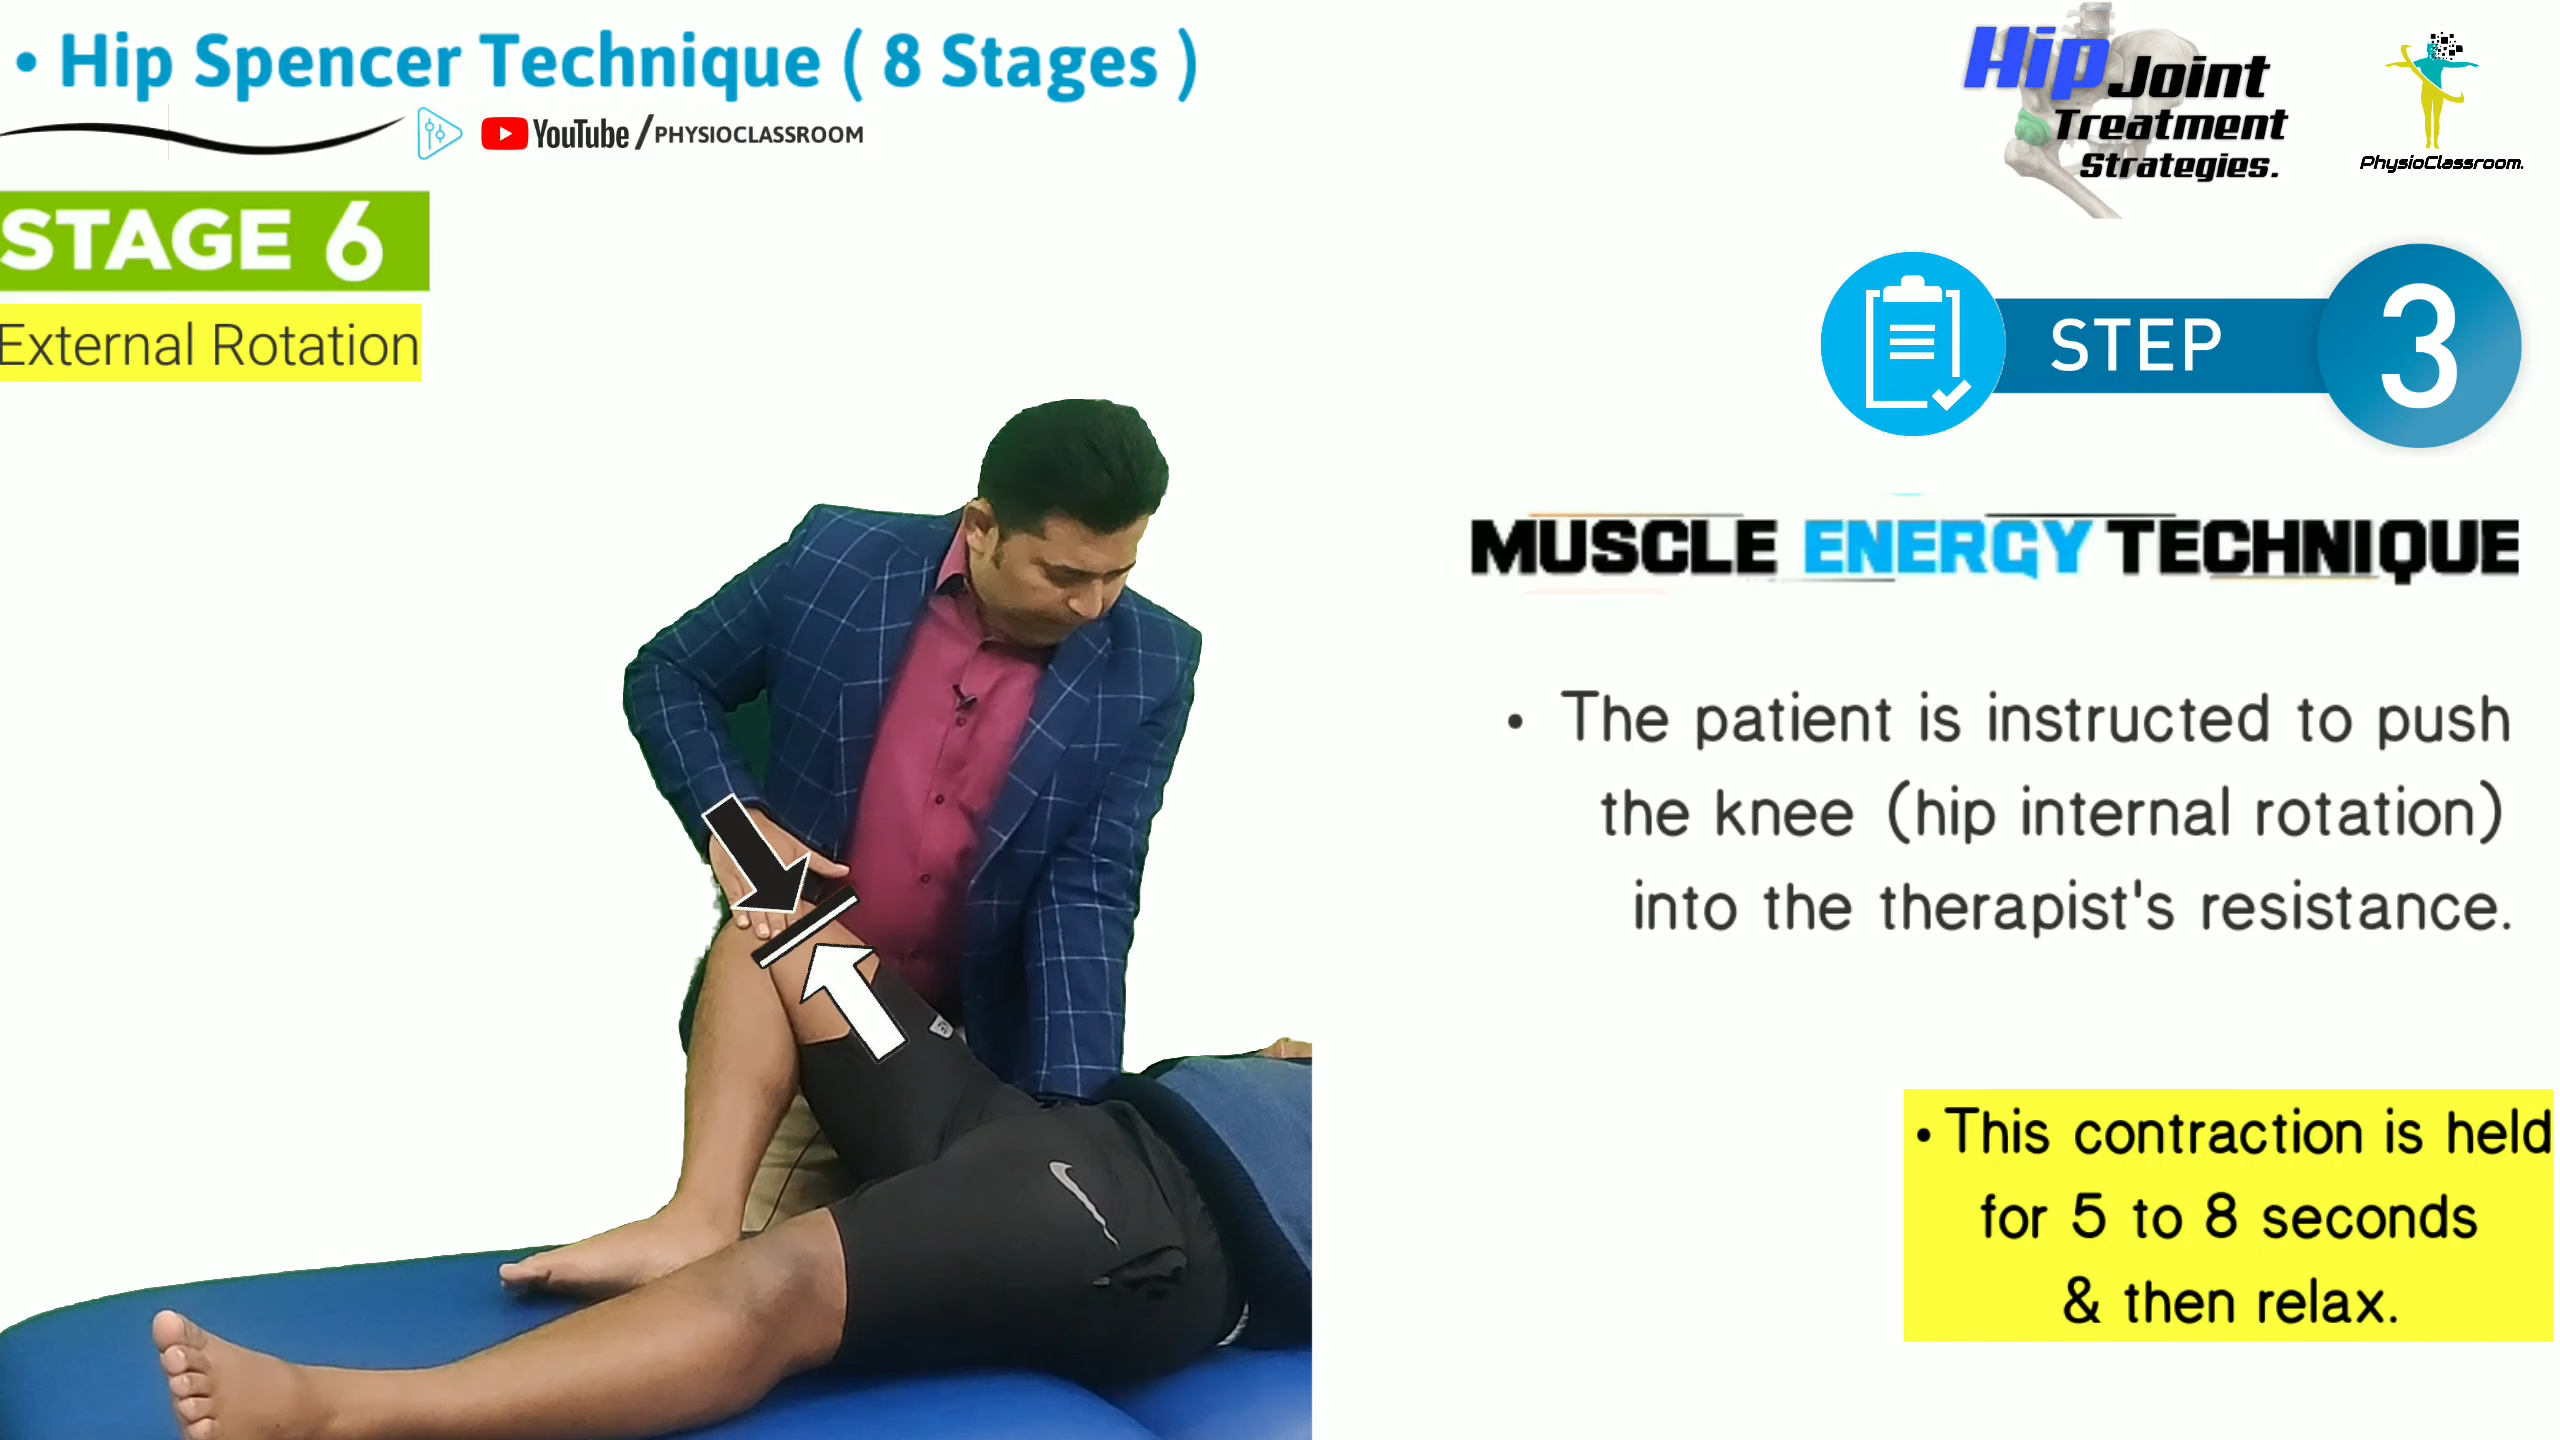 • Hip Spencer Technique ( 8 Stages )
YouTube /PHYSIOCLASSROOM
Hip Joint
Treatment
Strategies.
PhysioClassroom.
STAGE 6
External Rotation
STEP 3
MUSCLE ENERGY TECHNIQUE
• The patient is instructed to push
the knee (hip internal rotation)
into the therapist's resistance.
• This contraction is held
for 5 to 8 seconds
& then relax.